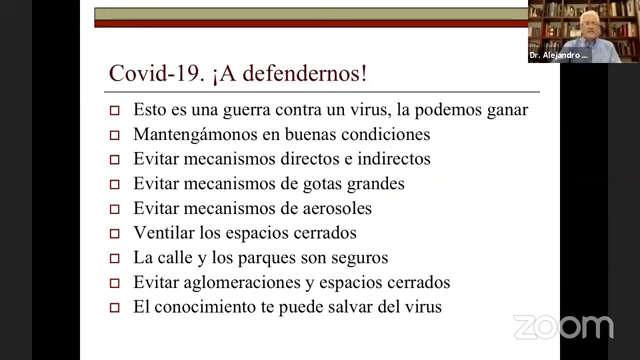 Covid-19. ¡A defendernos!
Esto es una guerra contra un virus, la podemos ganar
Mantengámonos en buenas condiciones
Evitar mecanismos directos e indirectos
Evitar mecanismos de gotas grandes
Evitar mecanismos de aerosoles
Ventilar los espacios cerrados
La calle y los parques son seguros
Evitar aglomeraciones y espacios cerrados
El conocimiento te puede salvar del virus
Dr. Alejandro ...
zoom